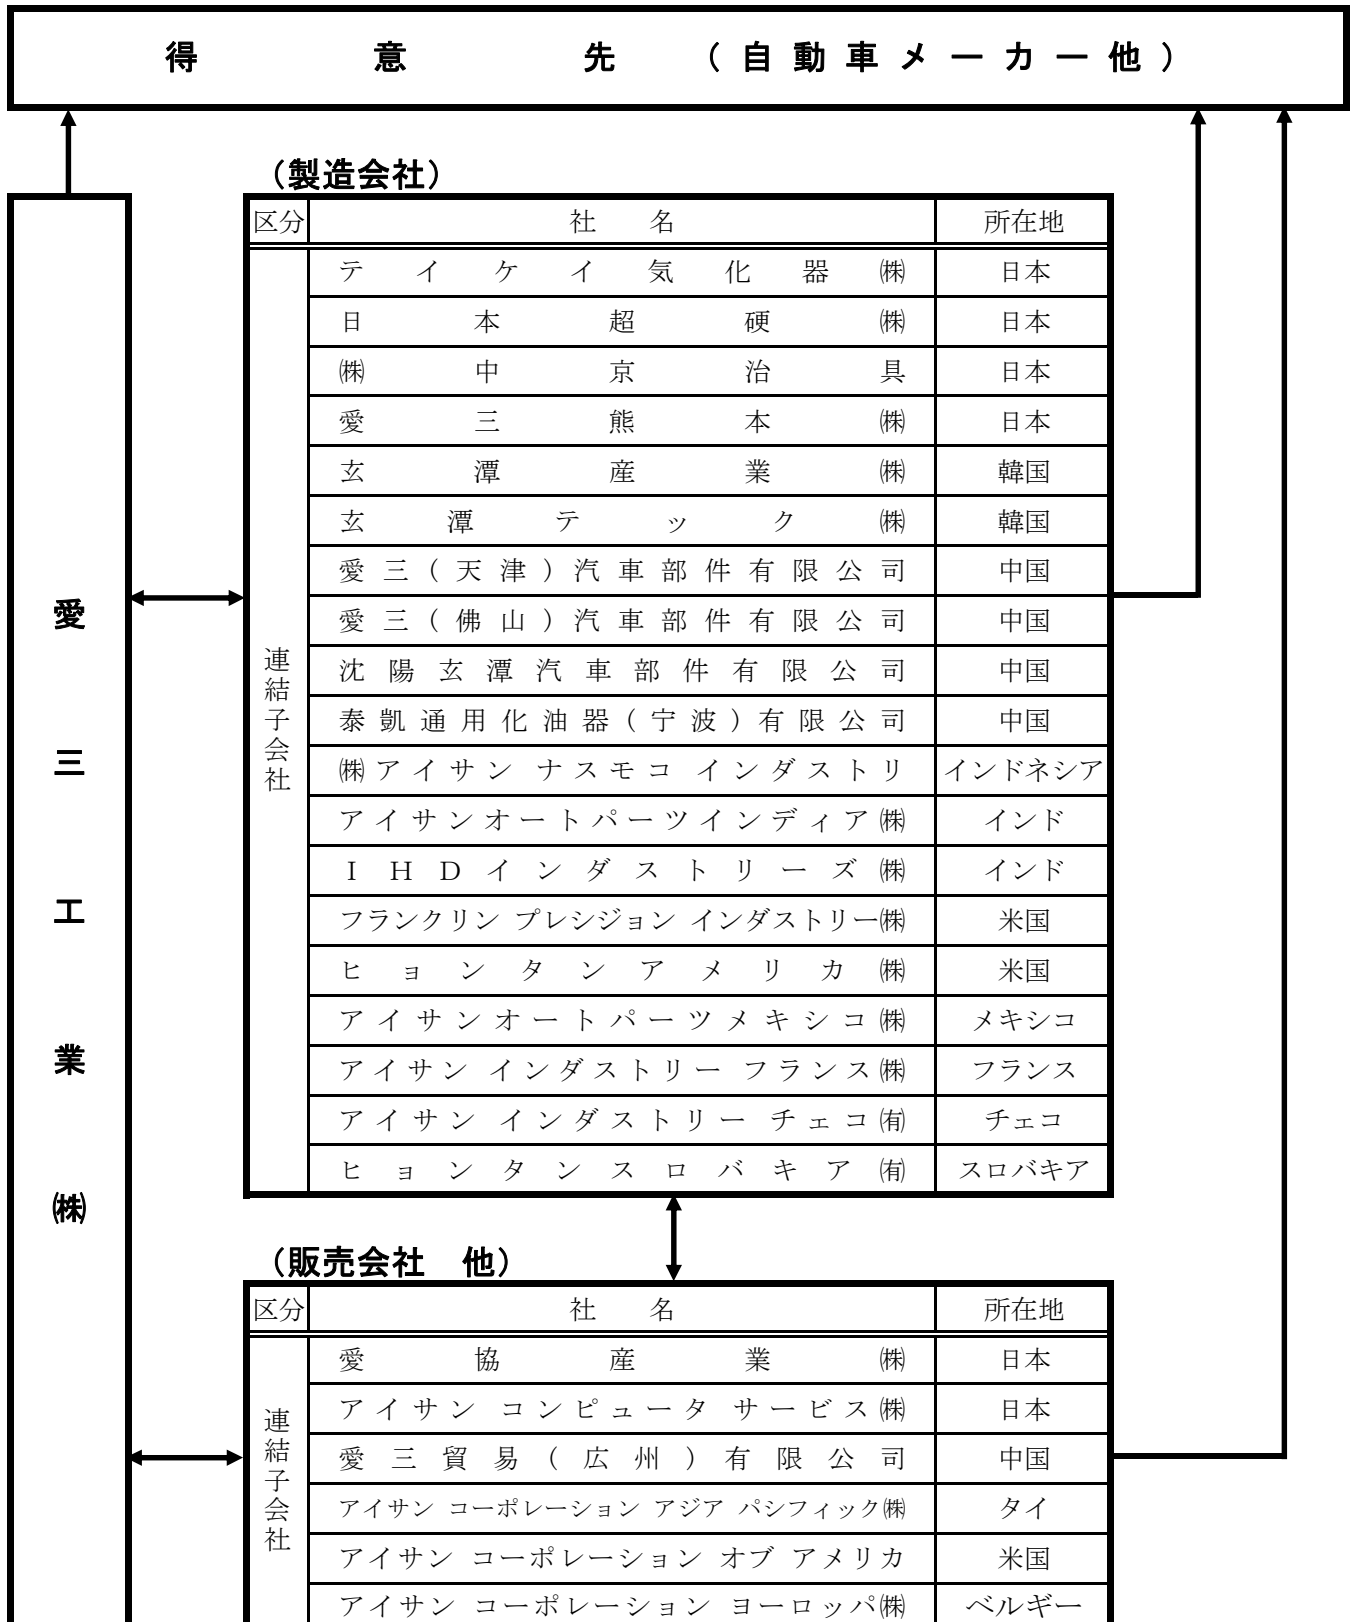 得意先（自動車メーカー他）
愛三工業㈱
（製造会社）
区分 社名 所在地
連結子会社
テイケイ気化器㈱ 日本
日本超硬㈱ 日本
㈱中京治具 日本
愛三熊本㈱ 日本
玄潭産業㈱ 韓国
玄潭テック㈱ 韓国
愛三（天津）汽車部件有限公司 中国
愛三（佛山）汽車部件有限公司 中国
沈陽玄潭汽車部件有限公司 中国
泰凱通用化油器（宁波）有限公司 中国
㈱アイサン ナスモコ インダストリ インドネシア
アイサンオートパーツインディア㈱ インド
ＩＨＤインダストリーズ㈱ インド
フランクリン プレシジョン インダストリー㈱ 米国
ヒョンタンアメリカ㈱ 米国
アイサンオートパーツメキシコ㈱ メキシコ
アイサン インダストリー フランス㈱ フランス
アイサン インダストリー チェコ㈲ チェコ
ヒョンタンスロバキア㈲ スロバキア
（販売会社　他）
区分 社名 所在地
連結子会社
愛協産業㈱ 日本
アイサン コンピュータ サービス㈱ 日本
愛三貿易（広州）有限公司 中国
アイサン コーポレーション アジア パシフィック㈱ タイ
アイサン コーポレーション オブ アメリカ 米国
アイサン コーポレーション ヨーロッパ㈱ ベルギー